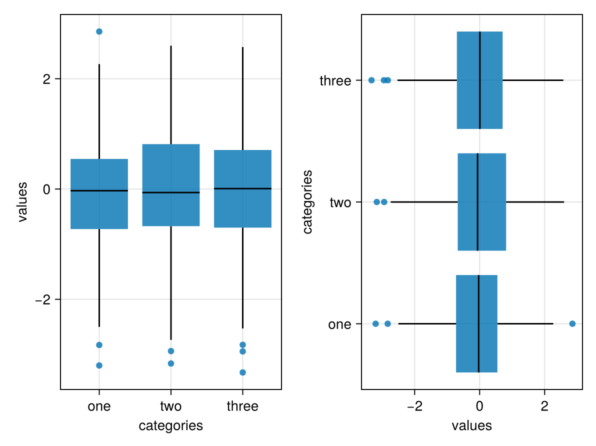 values
2
0
−2
one two three
categories
categories
three
two
one
−2 0 2
values